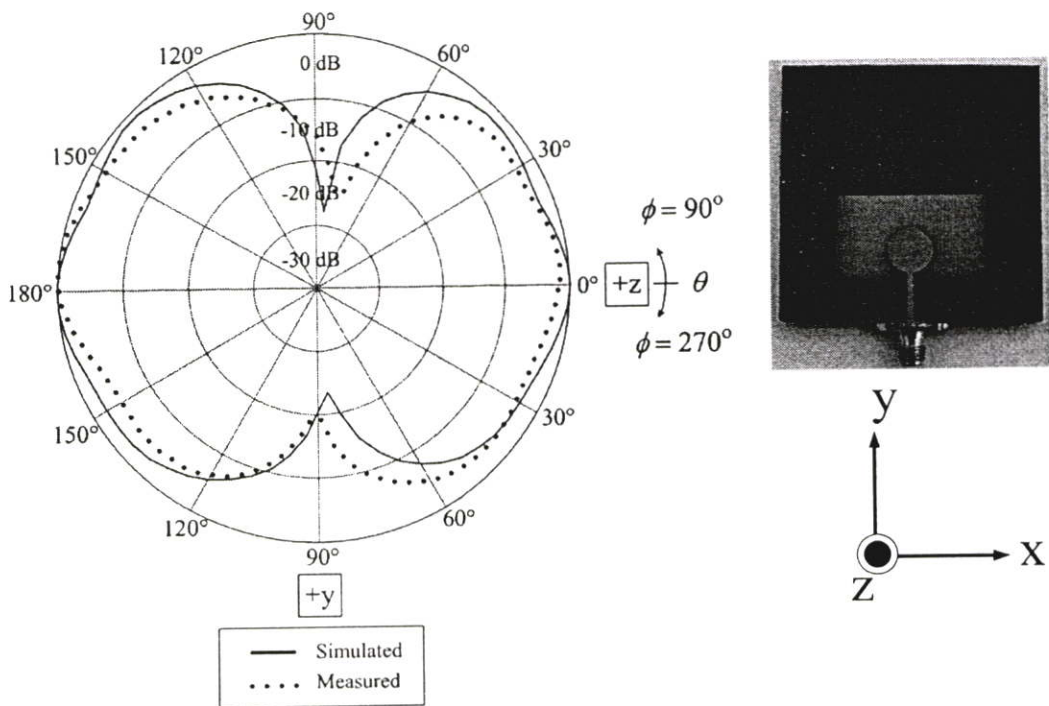 90°
120°
60°
0 dB
-10 dB
150°
30°
-20 dB
ϕ = 90°
-30 dB
180°
0°
+z
θ
ϕ = 270°
150°
30°
y
120°
60°
90°
x
z
+y
Simulated
Measured